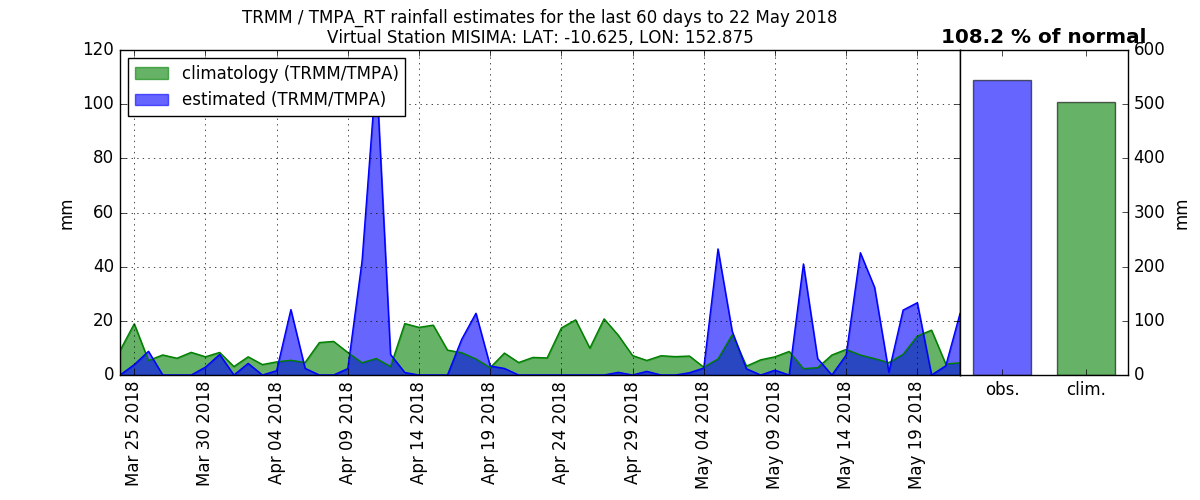 TRMM / TMPA_RT rainfall estimates for the last 60 days to 22 May 2018
Virtual Station MISIMA: LAT: -10.625, LON: 152.875
108.2 % of normal
climatology (TRMM/TMPA)
estimated (TRMM/TMPA)
120
100
80
60
40
20
0
mm
Mar 25 2018
Mar 30 2018
Apr 04 2018
Apr 09 2018
Apr 14 2018
Apr 19 2018
Apr 24 2018
Apr 29 2018
May 04 2018
May 09 2018
May 14 2018
May 19 2018
600
500
400
300
200
100
0
mm
obs.
clim.